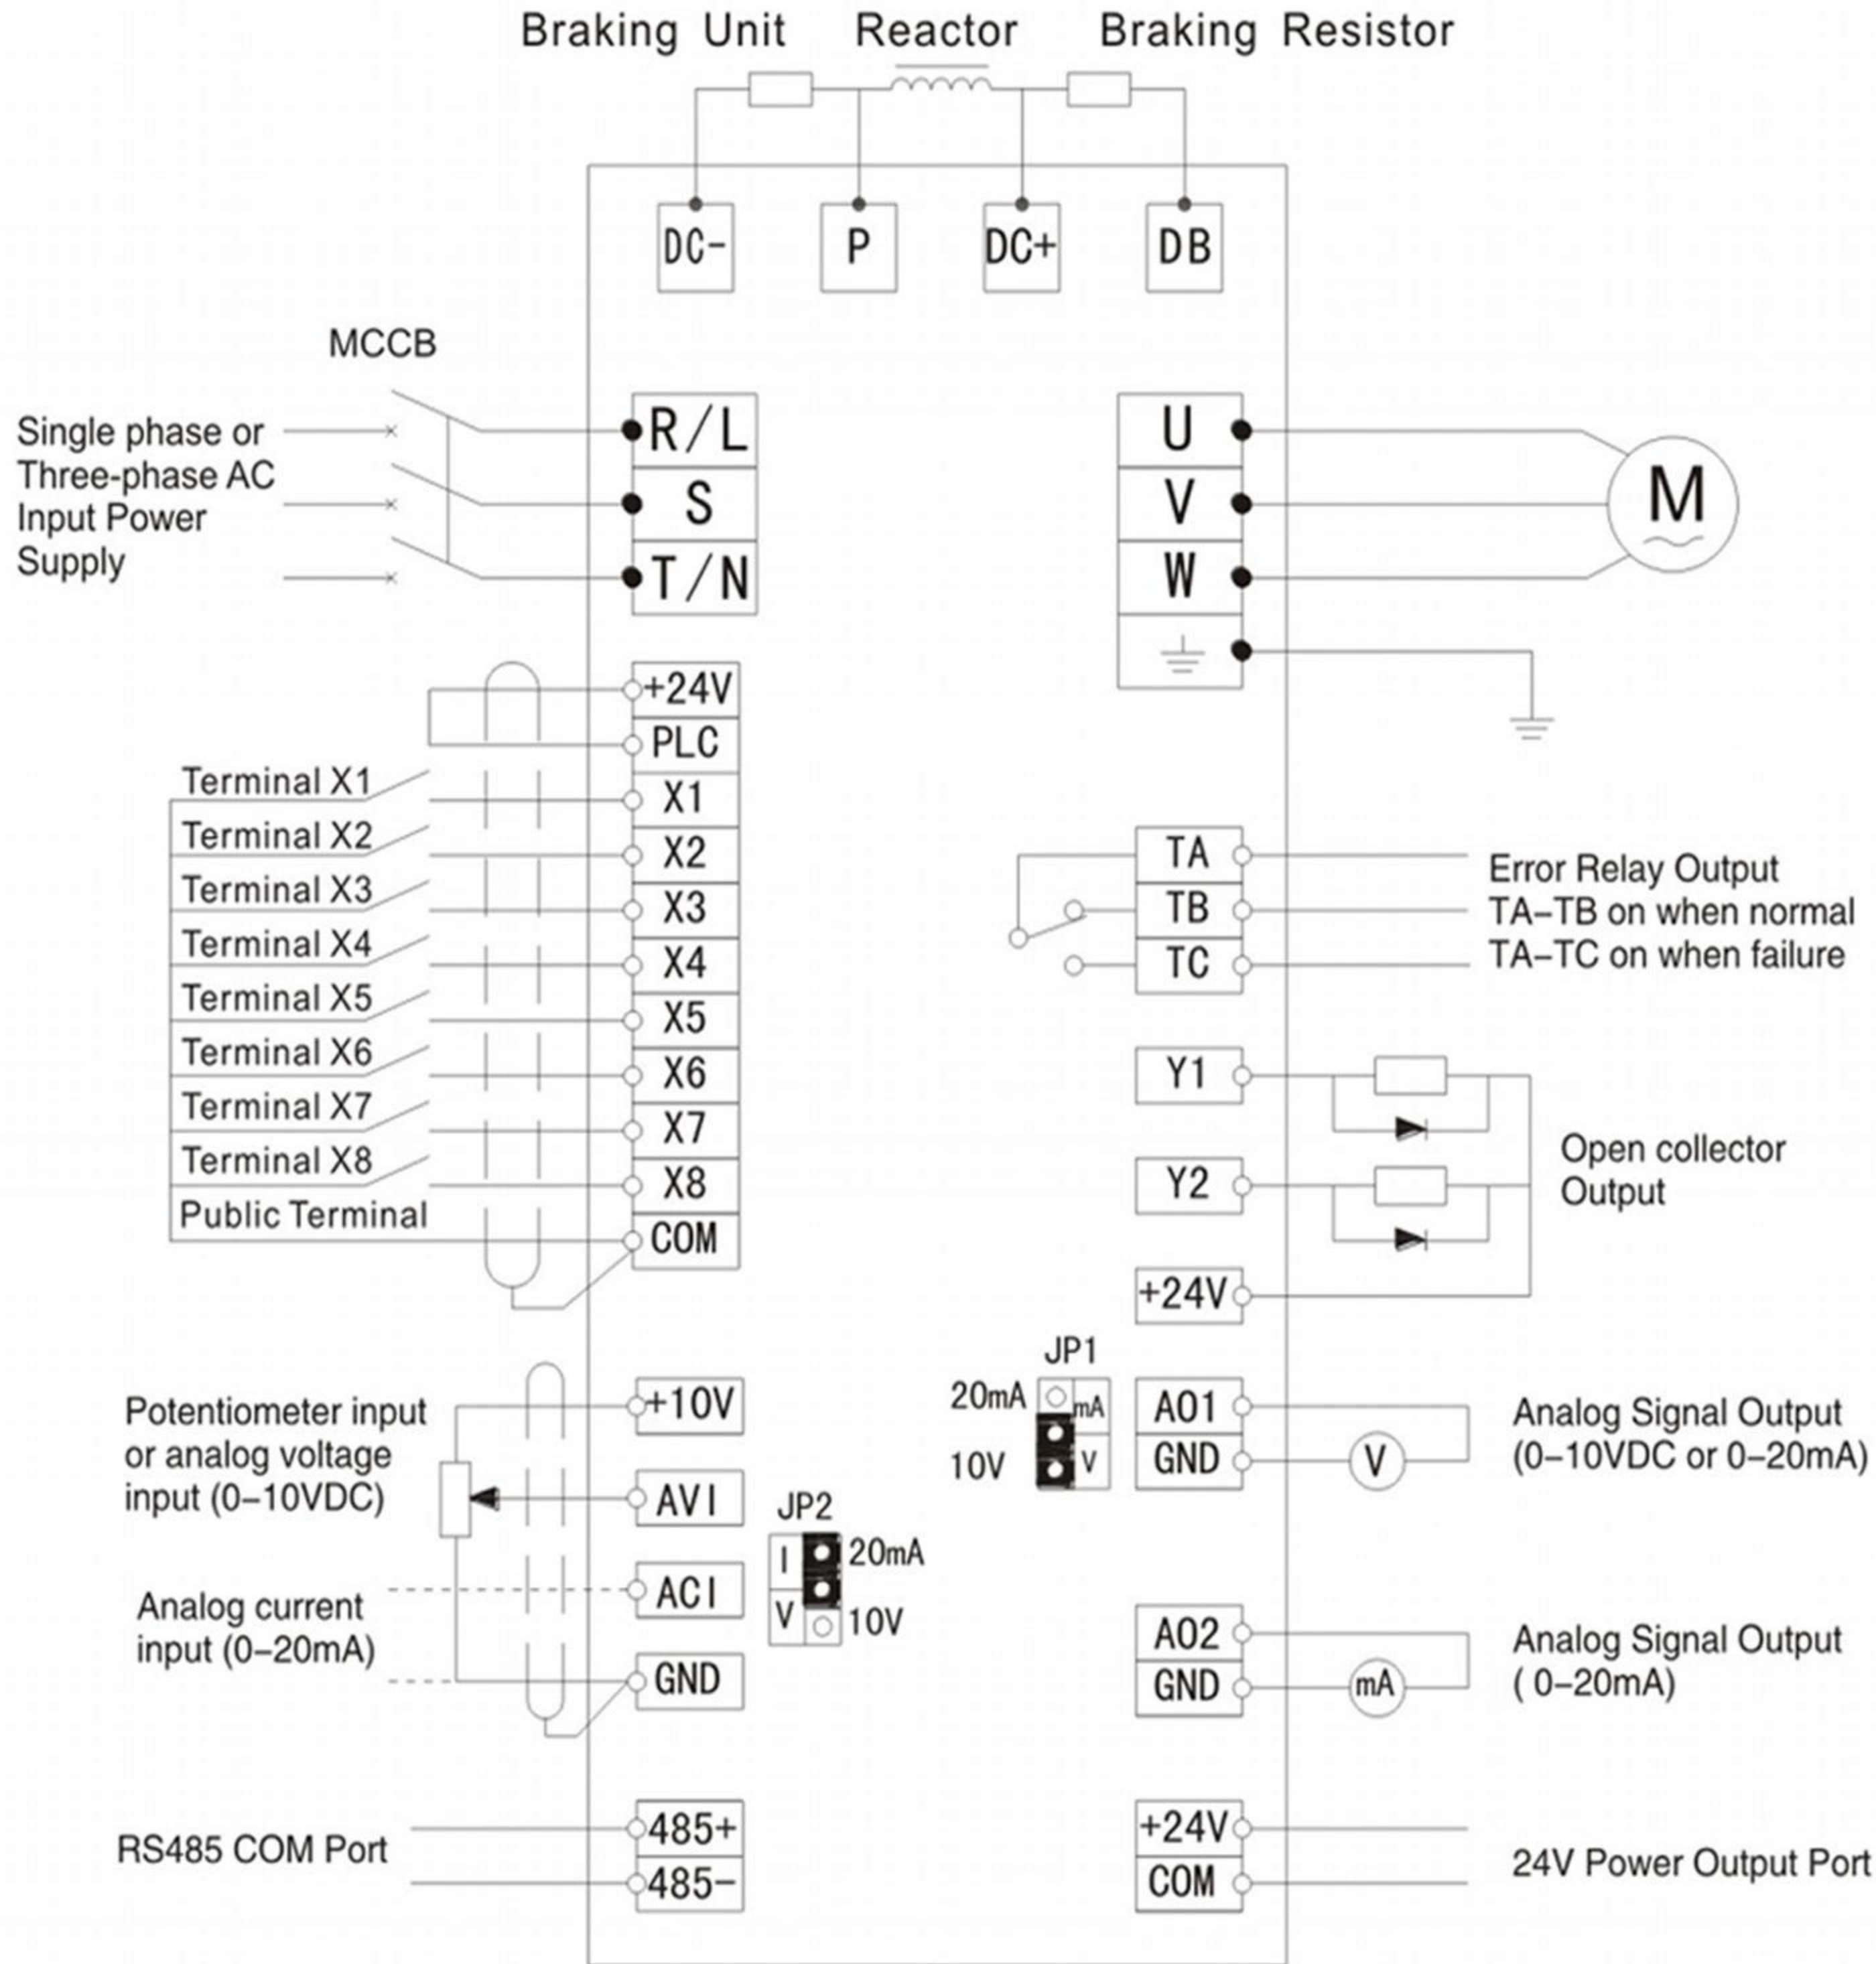 Braking Unit
Reactor
Braking Resistor
DC-
P
DC+
DB
MCCB
Single phase or
Three-phase AC
Input Power
Supply
R/L
S
T/N
U
V
W
M
+24V
PLC
X1
X2
X3
X4
X5
X6
X7
X8
COM
Terminal X1
Terminal X2
Terminal X3
Terminal X4
Terminal X5
Terminal X6
Terminal X7
Terminal X8
Public Terminal
TA
TB
TC
Error Relay Output
TA–TB on when normal
TA–TC on when failure
Y1
Y2
+24V
Open collector
Output
Potentiometer input
or analog voltage
input (0–10VDC)
Analog current
input (0–20mA)
+10V
AVI
ACI
GND
JP2
I
V
20mA
10V
JP1
20mA
10V
mA
V
AO1
GND
V
Analog Signal Output
(0–10VDC or 0–20mA)
AO2
GND
mA
Analog Signal Output
( 0–20mA)
RS485 COM Port
485+
485-
+24V
COM
24V Power Output Port